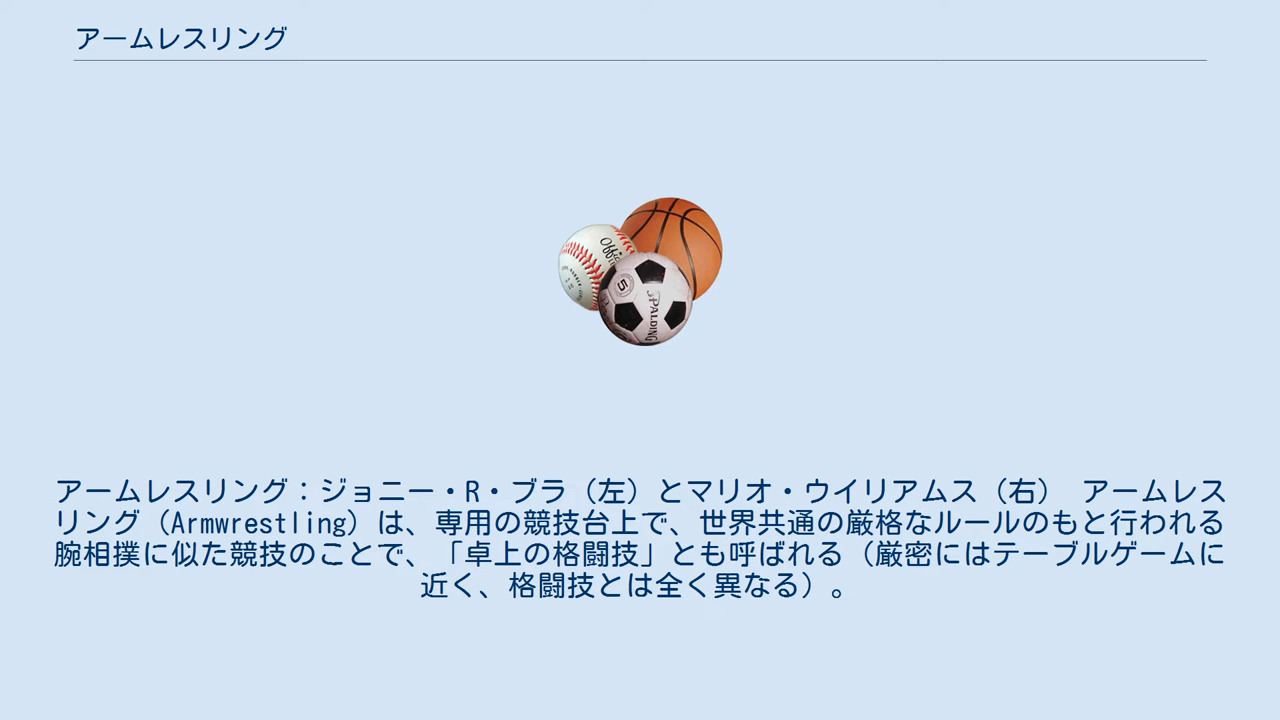 アームレスリング
Offici
5
SPALDING
アームレスリング：ジョニー・R・ブラ（左）とマリオ・ウイリアムス（右） アームレス
リング（Armwrestling）は、専用の競技台上で、世界共通の厳格なルールのもと行われる
腕相撲に似た競技のことで、「卓上の格闘技」とも呼ばれる（厳密にはテーブルゲームに
近く、格闘技とは全く異なる）。